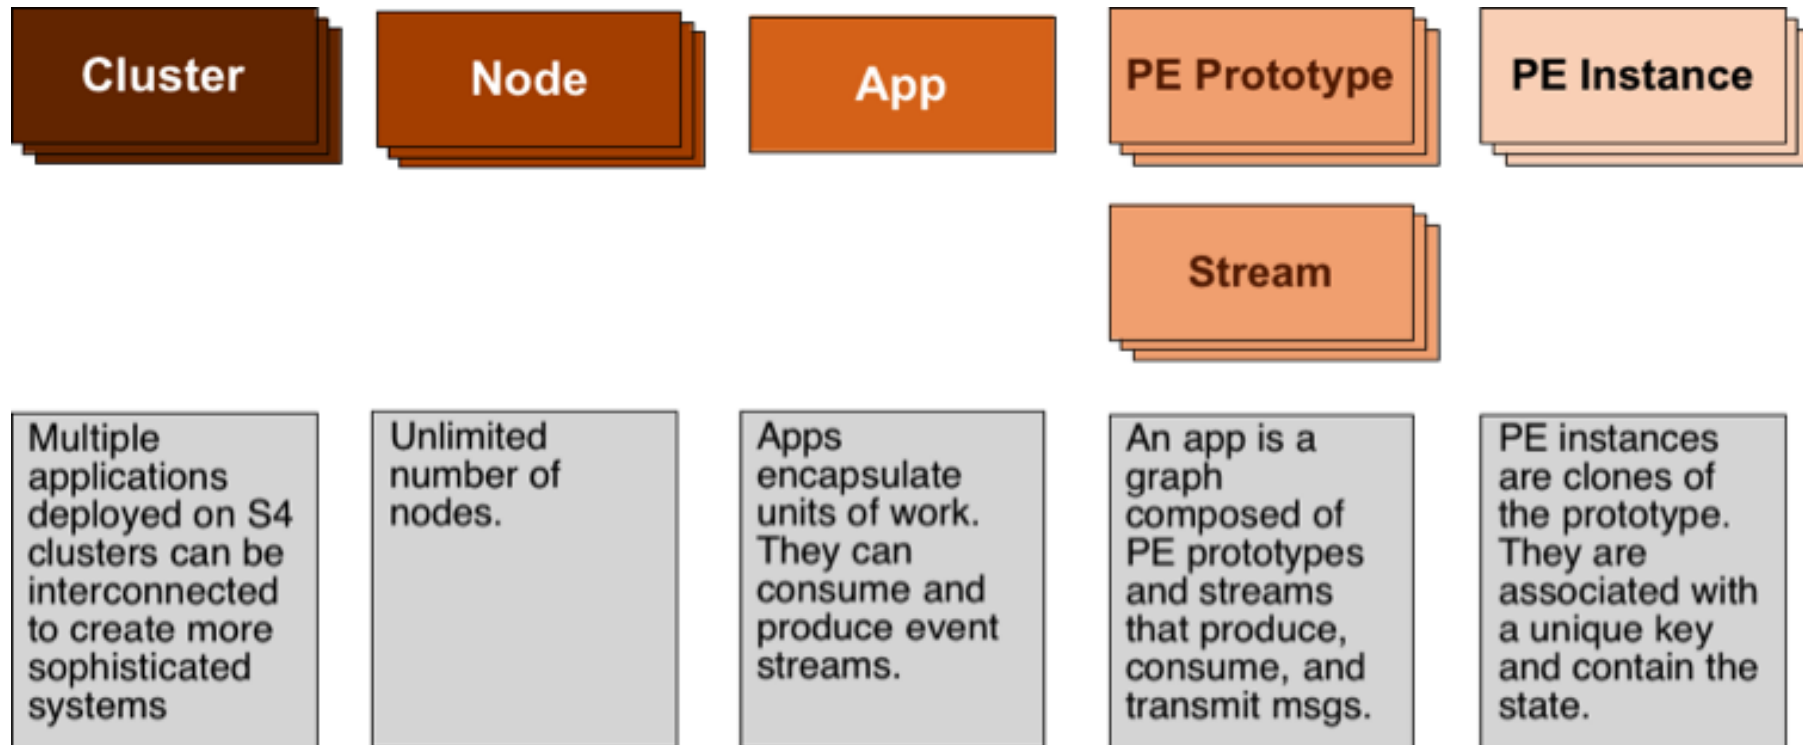 Cluster
Node
App
PE Prototype
PE Instance
Stream
Multiple
applications
deployed on S4
clusters can be
interconnected
to create more
sophisticated
systems
Unlimited
number of
nodes.
Apps
encapsulate
units of work.
They can
consume and
produce event
streams.
An app is a
graph
composed of
PE prototypes
and streams
that produce,
consume, and
transmit msgs.
PE instances
are clones of
the prototype.
They are
associated with
a unique key
and contain the
state.